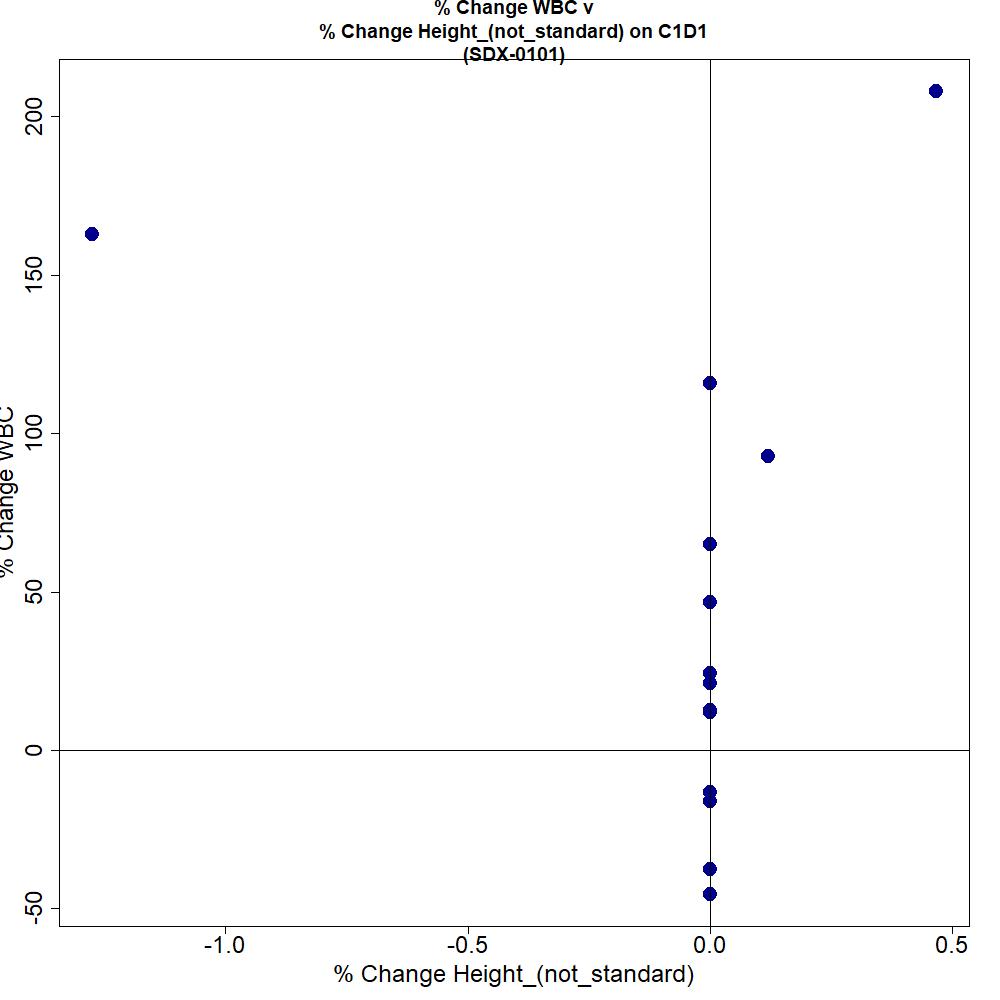 % Change WBC v
% Change Height_(not_standard) on C1D1
(SDX-0101)
% Change WBC
200
150
100
50
0
-50
-1.0
-0.5
0.0
0.5
% Change Height_(not_standard)